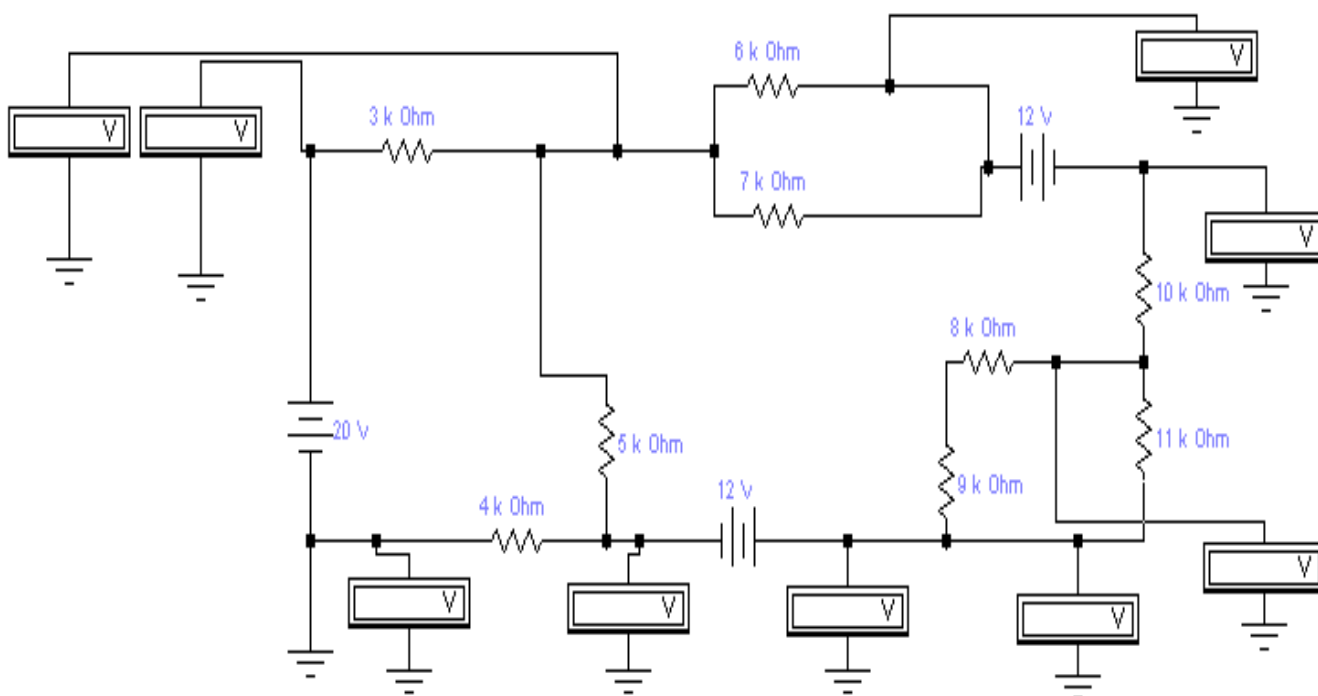 6 k Ohm
V
3 k Ohm
12 V
V
V
7 k Ohm
V
10 k Ohm
8 k Ohm
20 V
5 k Ohm
11 k Ohm
9 k Ohm
12 V
4 k Ohm
V
V
V
V
V